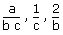 a/(b c), 1/c, 2/b